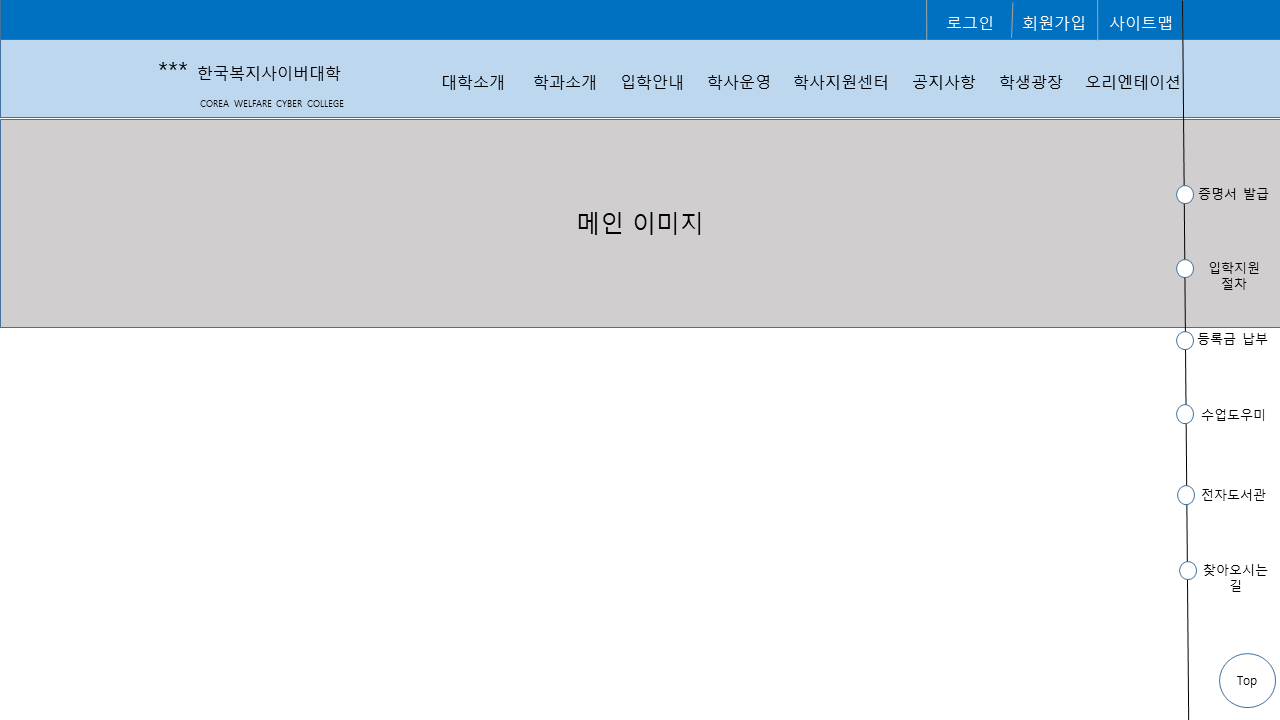 로그인 회원가입 사이트맵
*** 한국복지사이버대학
COREA WELFARE CYBER COLLEGE
대학소개 학과소개 입학안내 학사운영 학사지원센터 공지사항 학생광장 오리엔테이션
메인 이미지
증명서 발급
입학지원
절차
등록금 납부
수업도우미
전자도서관
찾아오시는
길
Top